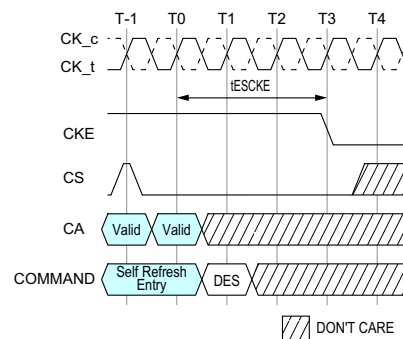 T-1 T0 T1 T2 T3 T4
CK_c
CK_t
tESCKE
CKE
CS
CA Valid Valid
COMMAND Self Refresh Entry DES
DON'T CARE